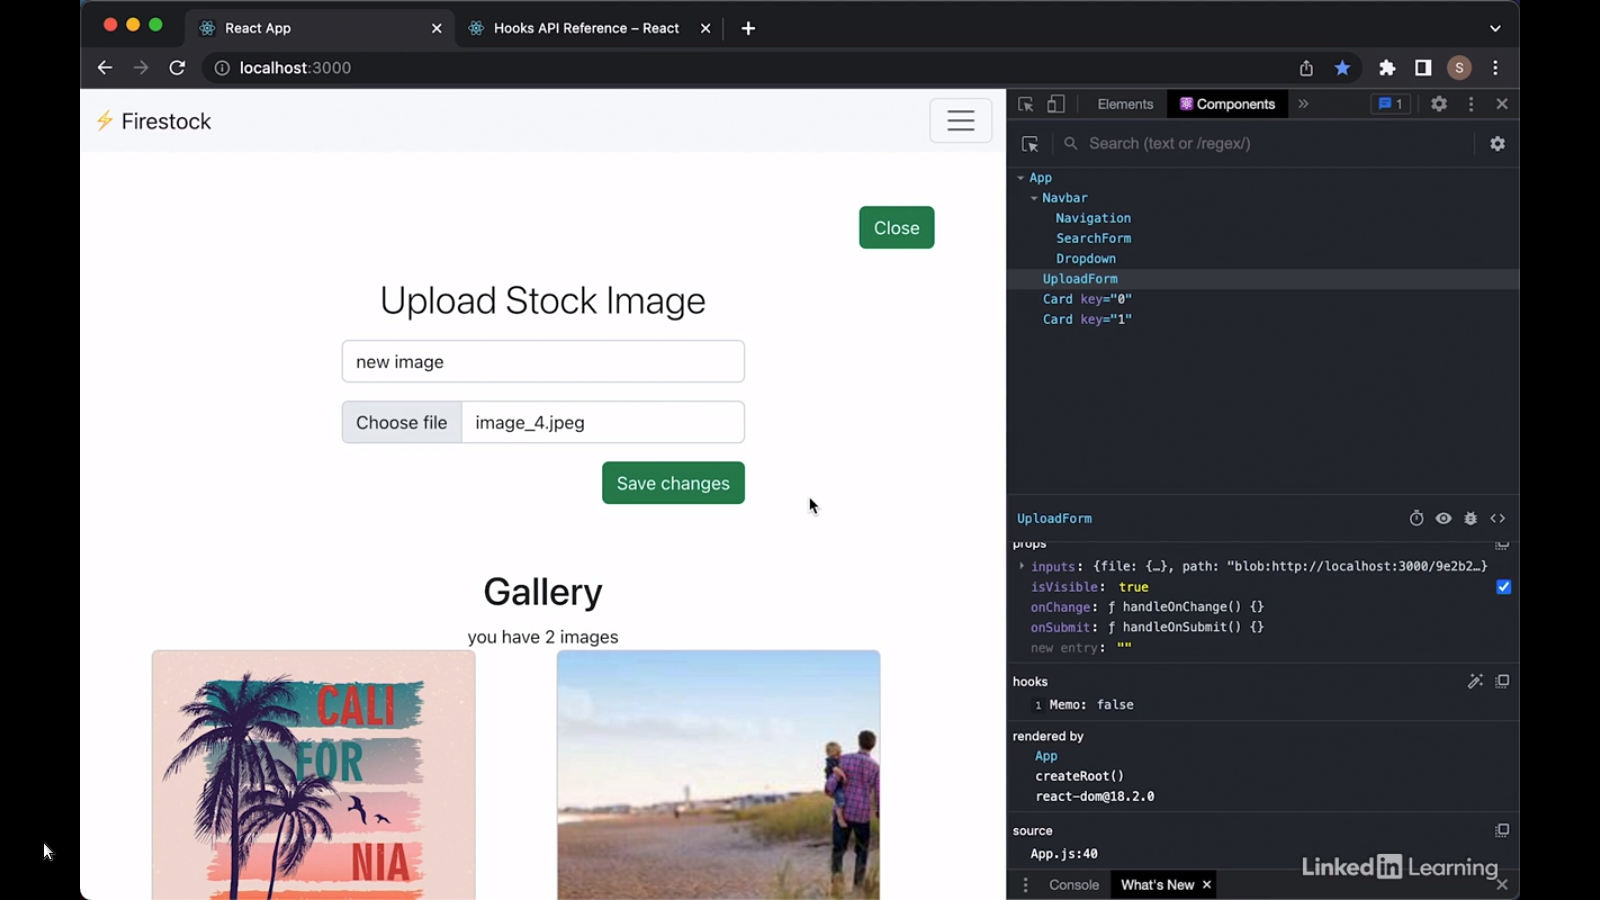 React App
Hooks API Reference – React
localhost:3000
S
⚡ Firestock
Close
Upload Stock Image
new image
Choose file
image_4.jpeg
Save changes
Gallery
you have 2 images
CALI
FOR
NIA
Elements
Components
»
1
Search (text or /regex/)
App
Navbar
Navigation
SearchForm
Dropdown
UploadForm
Card key="0"
Card key="1"
UploadForm
props
inputs: {file: {…}, path: "blob:http://localhost:3000/9e2b2…}
isVisible: true
onChange: ƒ handleOnChange() {}
onSubmit: ƒ handleOnSubmit() {}
new entry: ""
hooks
1 Memo: false
rendered by
App
createRoot()
react-dom@18.2.0
source
App.js:40
Console
What's New
LinkedIn Learning